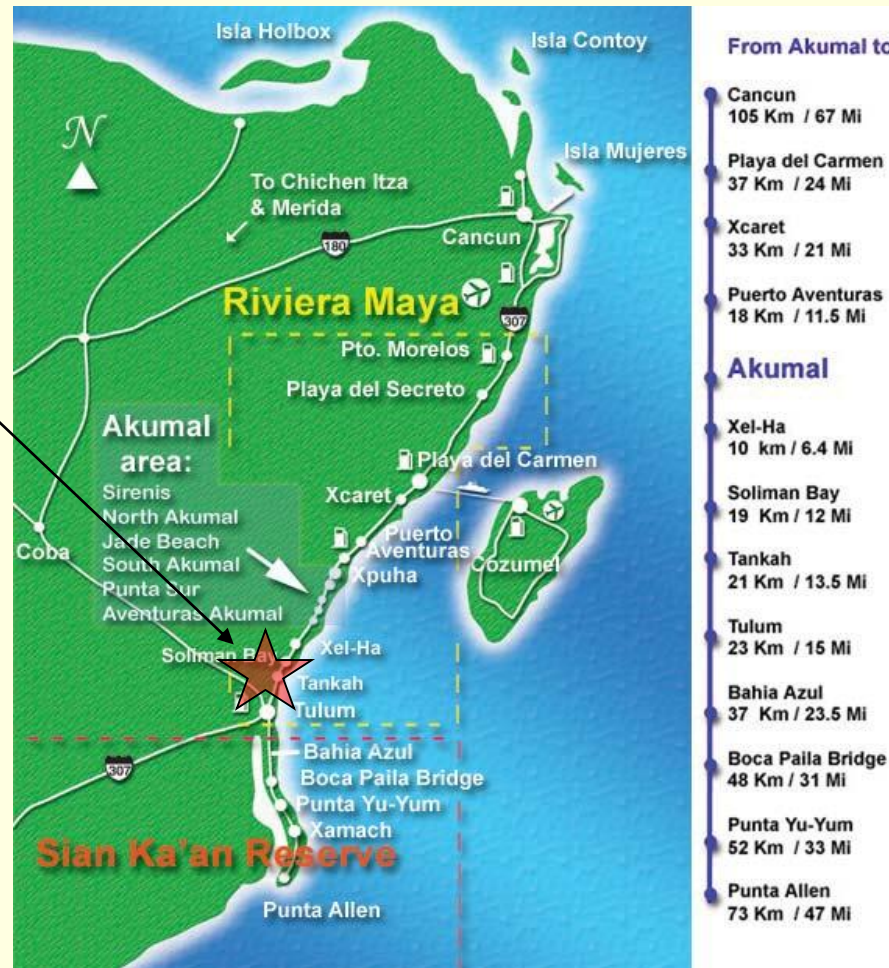 Isla Holbox
Isla Contoy
N
Isla Mujeres
To Chichen Itza
& Merida
180
Cancun
Riviera Maya
307
Pto. Morelos
Playa del Secreto
Akumal
area:
Sirenis
North Akumal
Jade Beach
South Akumal
Punta Sur
Aventuras Akumal
Playa del Carmen
Xcaret
Puerto
Aventuras
Xpuha
Cozumel
Coba
Soliman Bay
Xel-Ha
Tankah
Tulum
307
Bahia Azul
Boca Paila Bridge
Punta Yu-Yum
Xamach
Sian Ka'an Reserve
Punta Allen
From Akumal to
Cancun
105 Km / 67 Mi
Playa del Carmen
37 Km / 24 Mi
Xcaret
33 Km / 21 Mi
Puerto Aventuras
18 Km / 11.5 Mi
Akumal
Xel-Ha
10 km / 6.4 Mi
Soliman Bay
19 Km / 12 Mi
Tankah
21 Km / 13.5 Mi
Tulum
23 Km / 15 Mi
Bahia Azul
37 Km / 23.5 Mi
Boca Paila Bridge
48 Km / 31 Mi
Punta Yu-Yum
52 Km / 33 Mi
Punta Allen
73 Km / 47 Mi